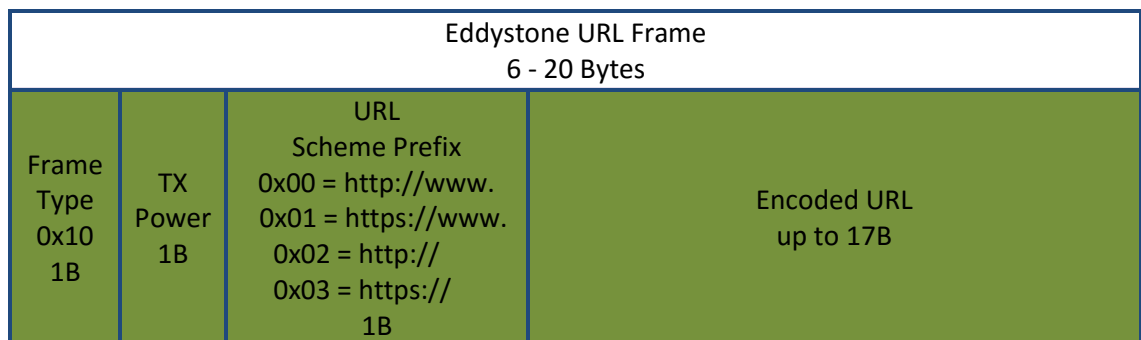 Eddystone URL Frame
6 - 20 Bytes
Frame
Type
0x10
1B
TX
Power
1B
URL
Scheme Prefix
0x00 = http://www.
0x01 = https://www.
0x02 = http://
0x03 = https://
1B
Encoded URL
up to 17B